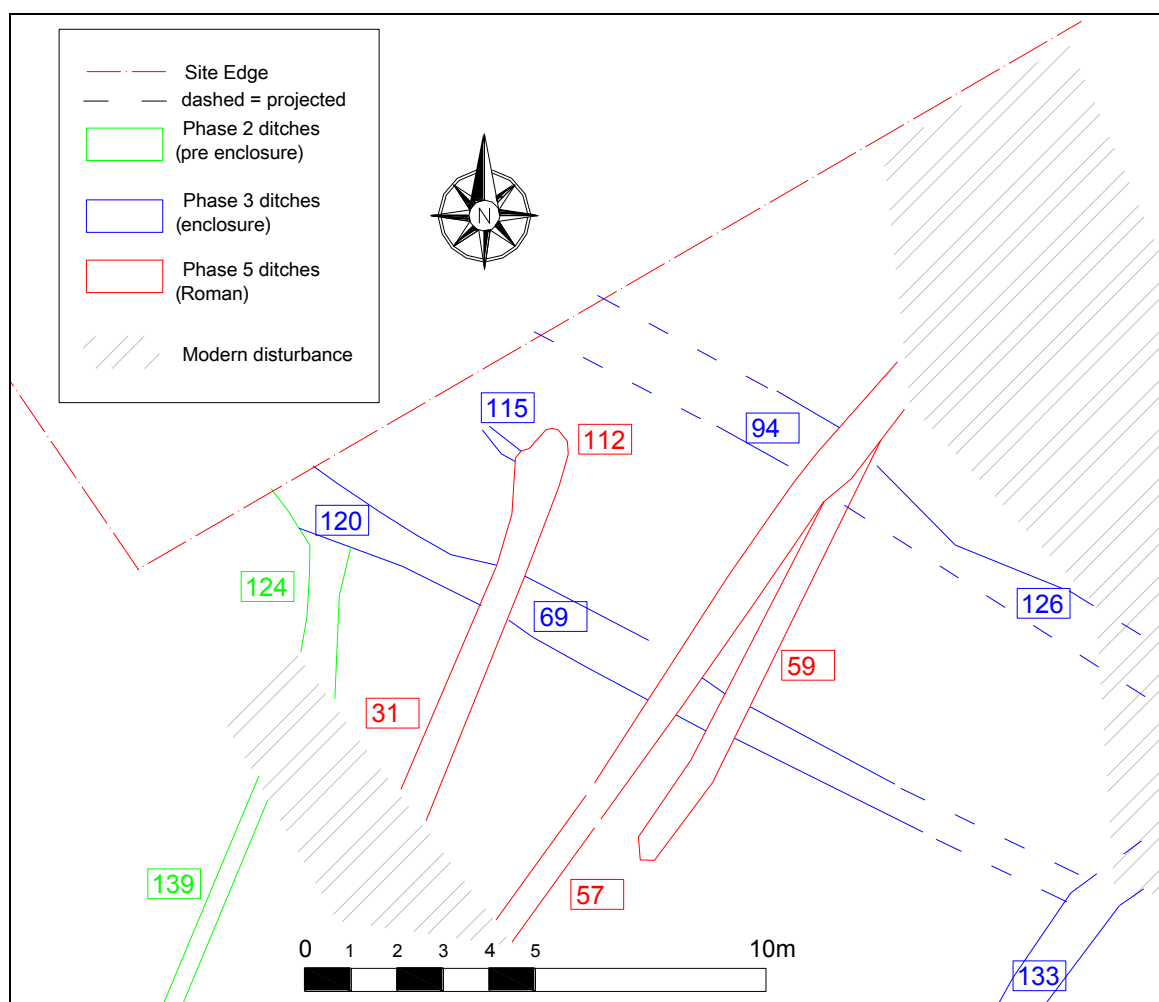 Site Edge
dashed = projected
Phase 2 ditches
(pre enclosure)
Phase 3 ditches
(enclosure)
Phase 5 ditches
(Roman)
Modern disturbance
N
115
112
94
120
124
126
69
59
31
139
57
133
0 1 2 3 4 5 10m